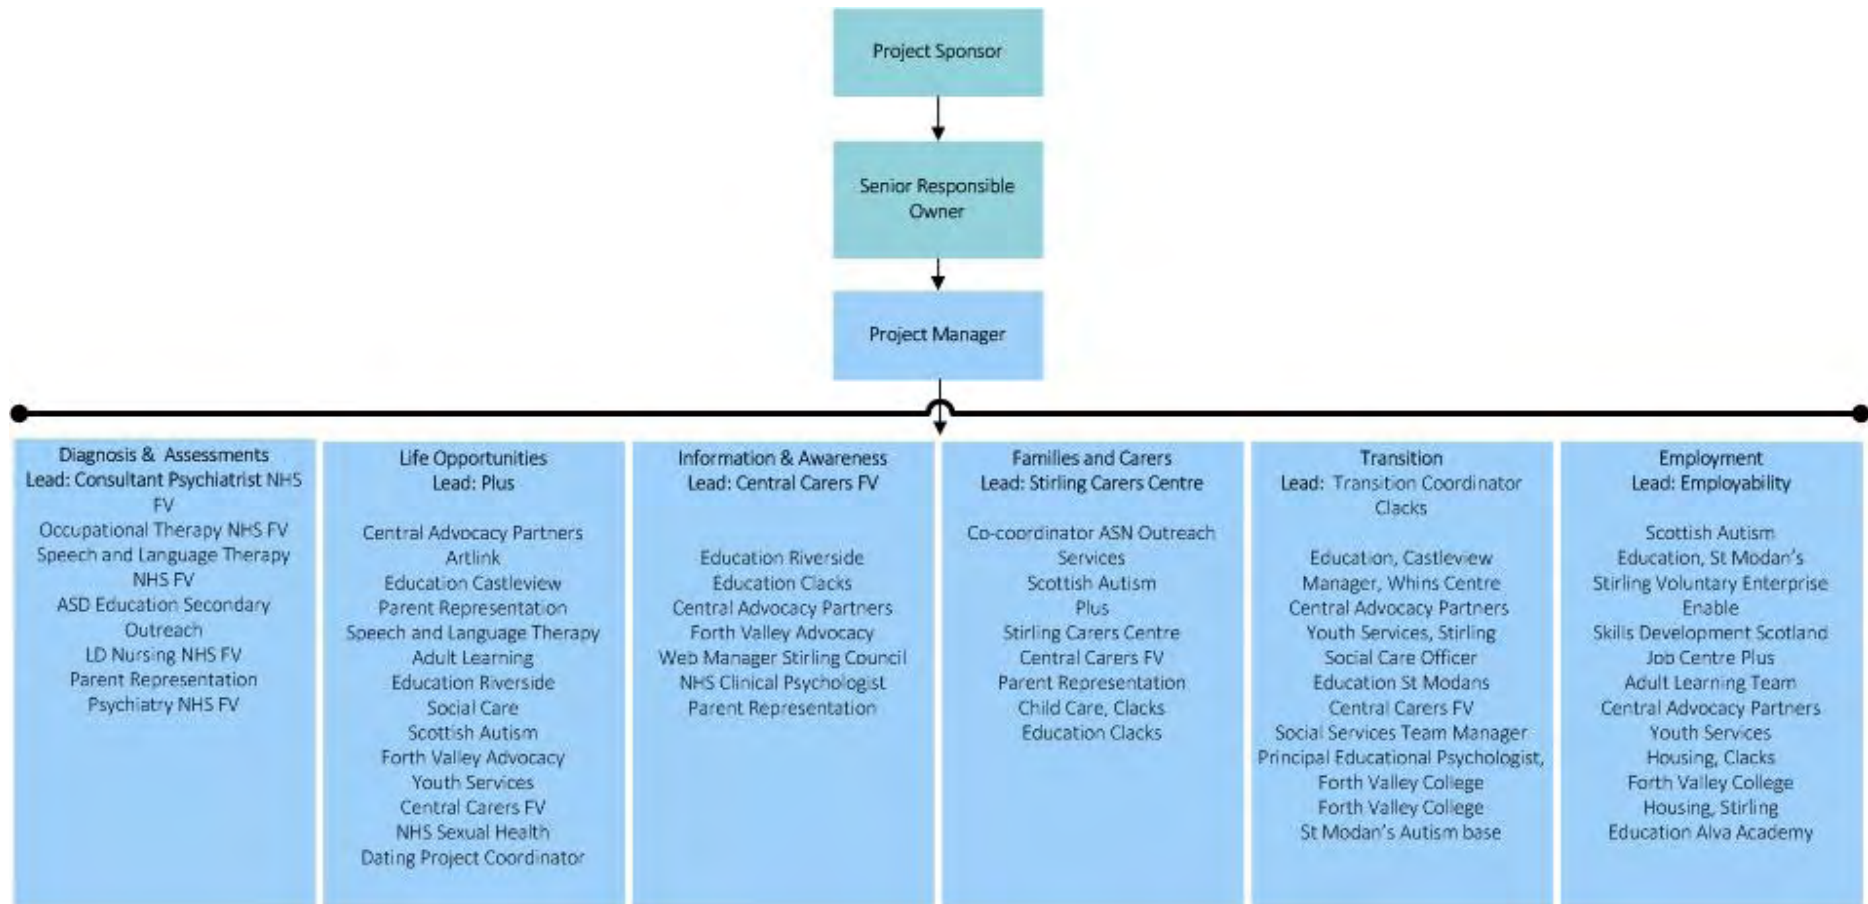 Project Sponsor
Senior Responsible
Owner
Project Manager
Diagnosis & Assessments
Lead: Consultant Psychiatrist NHS
FV
Occupational Therapy NHS FV
Speech and Language Therapy
NHS FV
ASD Education Secondary
Outreach
LD Nursing NHS FV
Parent Representation
Psychiatry NHS FV
Life Opportunities
Lead: Plus
Central Advocacy Partners
Artlink
Education Castleview
Parent Representation
Speech and Language Therapy
Adult Learning
Education Riverside
Social Care
Scottish Autism
Forth Valley Advocacy
Youth Services
Central Carers FV
NHS Sexual Health
Dating Project Coordinator
Information & Awareness
Lead: Central Carers FV
Education Riverside
Education Clacks
Central Advocacy Partners
Forth Valley Advocacy
Web Manager Stirling Council
NHS Clinical Psychologist
Parent Representation
Families and Carers
Lead: Stirling Carers Centre
Co-coordinator ASN Outreach
Services
Scottish Autism
Plus
Stirling Carers Centre
Central Carers FV
Parent Representation
Child Care, Clacks
Education Clacks
Transition
Lead: Transition Coordinator
Clacks
Education, Castleview
Manager, Whins Centre
Central Advocacy Partners
Youth Services, Stirling
Social Care Officer
Education St Modans
Central Carers FV
Social Services Team Manager
Principal Educational Psychologist,
Forth Valley College
Forth Valley College
St Modan's Autism base
Employment
Lead: Employability
Scottish Autism
Education, St Modan's
Stirling Voluntary Enterprise
Enable
Skills Development Scotland
Job Centre Plus
Adult Learning Team
Central Advocacy Partners
Youth Services
Housing, Clacks
Forth Valley College
Housing, Stirling
Education Alva Academy